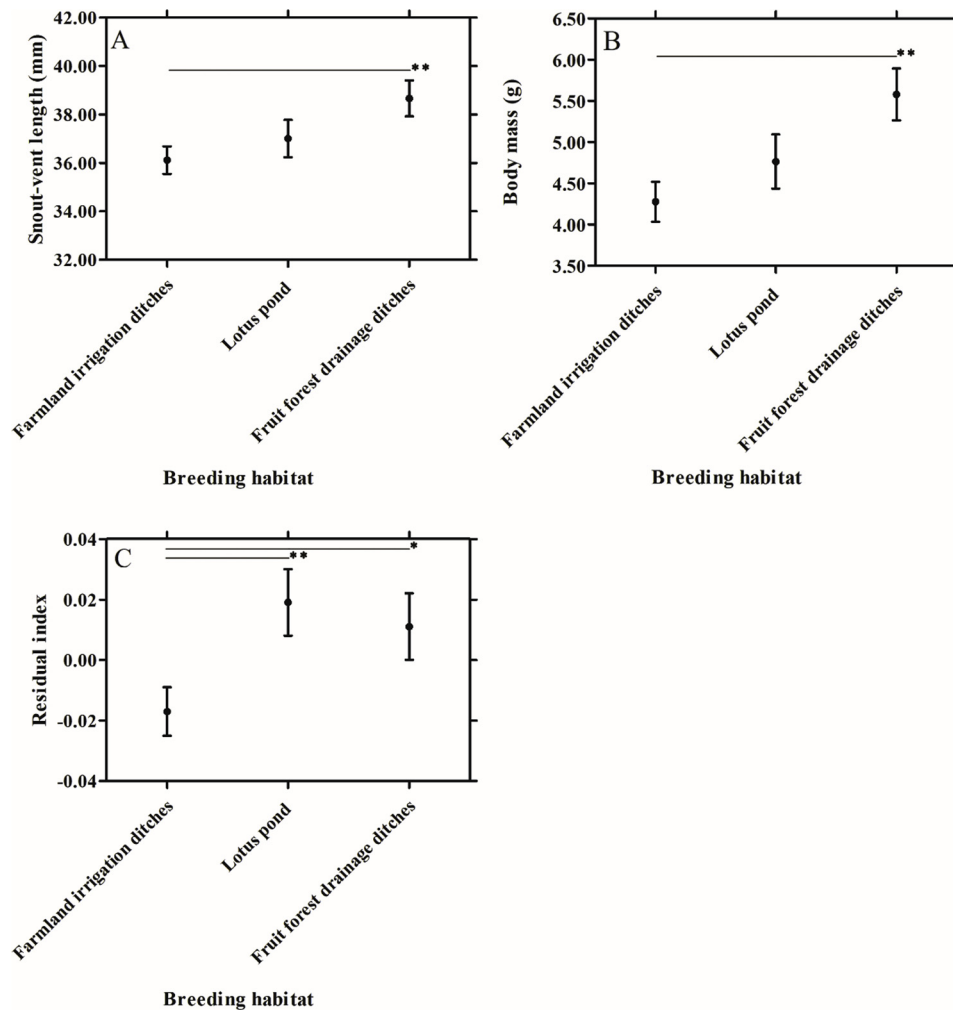 A
Snout-vent length (mm)
42.00
40.00
38.00
36.00
34.00
32.00
**
Farmland irrigation ditches
Lotus pond
Fruit forest drainage ditches
Breeding habitat
B
Body mass (g)
6.50
6.00
5.50
5.00
4.50
4.00
3.50
**
Farmland irrigation ditches
Lotus pond
Fruit forest drainage ditches
Breeding habitat
C
Residual index
0.04
0.02
0.00
-0.02
-0.04
*
**
Farmland irrigation ditches
Lotus pond
Fruit forest drainage ditches
Breeding habitat